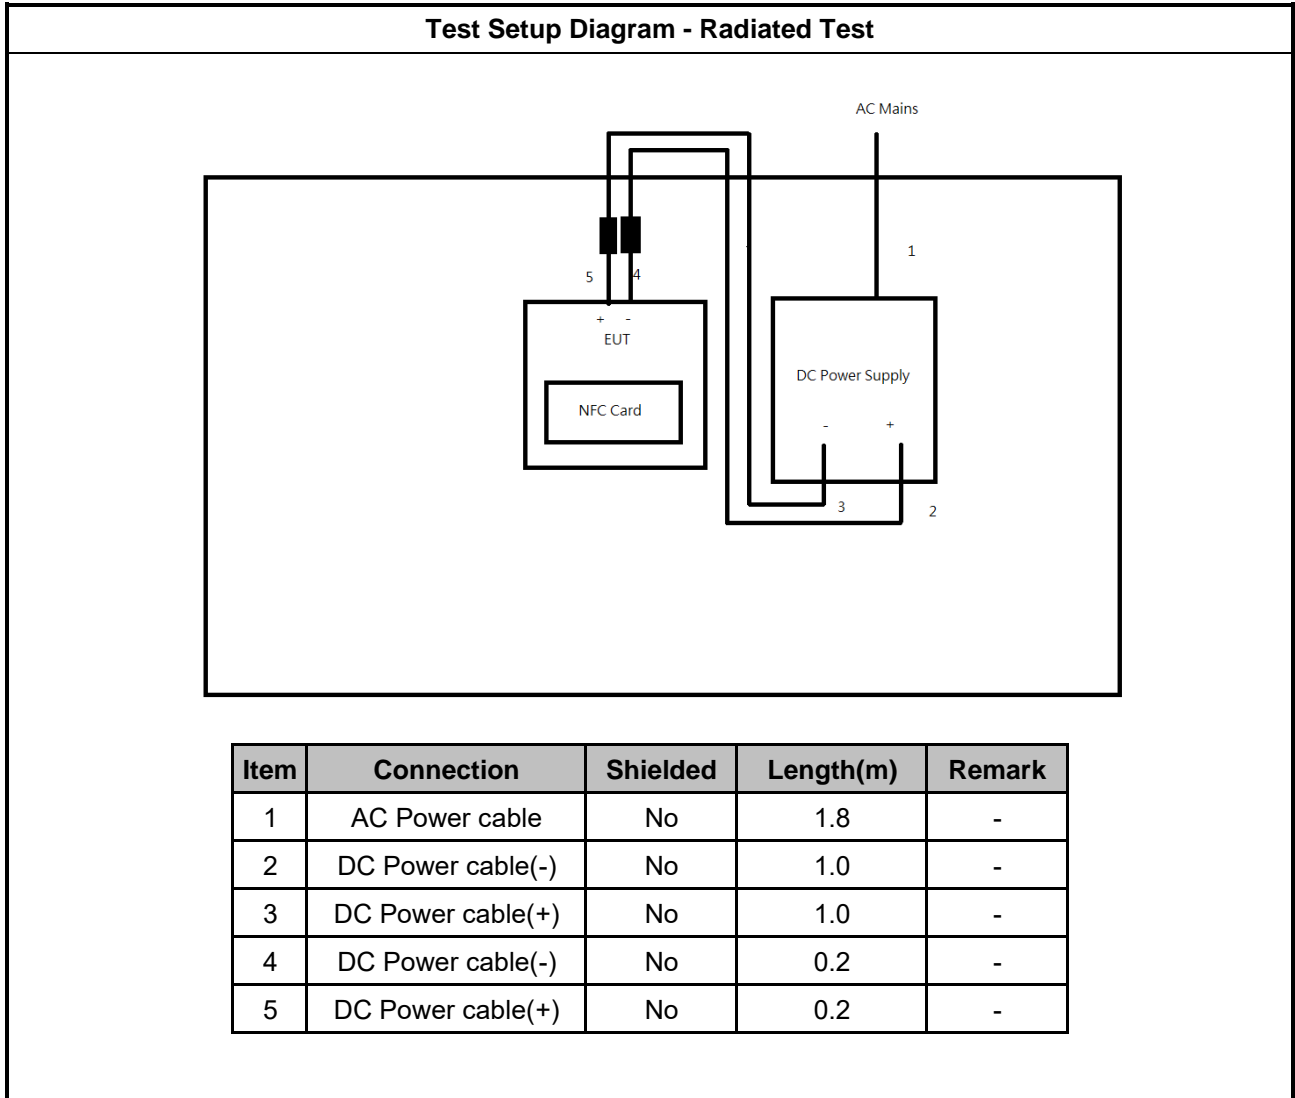 Test Setup Diagram - Radiated Test
AC Mains
1
5 4
+ -
EUT
DC Power Supply
NFC Card
- +
3 2
Item Connection Shielded Length(m) Remark
1 AC Power cable No 1.8 -
2 DC Power cable(-) No 1.0 -
3 DC Power cable(+) No 1.0 -
4 DC Power cable(-) No 0.2 -
5 DC Power cable(+) No 0.2 -